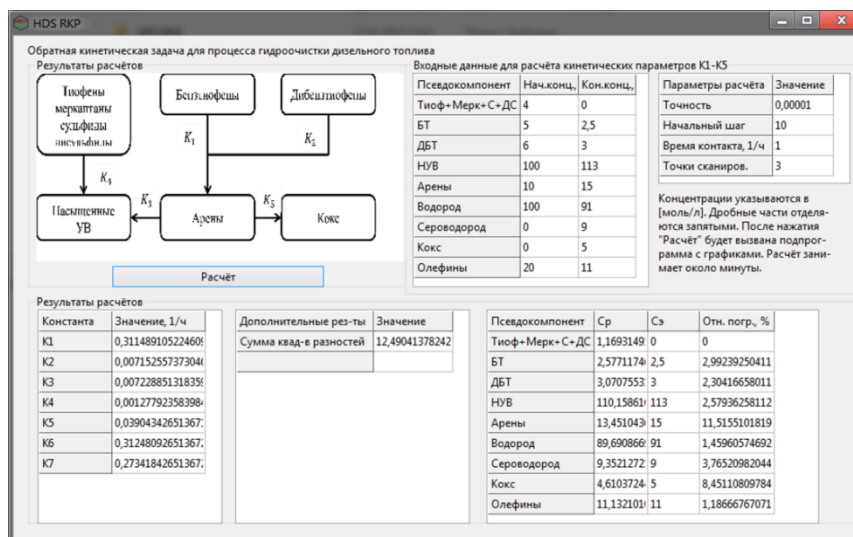 HDS RKP
Обратная кинетическая задача для процесса гидроочистки дизельного топлива
Результаты расчётов
Тиофены
меркаптаны
сульфиды
дисульфиды
Бензтиофены
Дибензтиофены
K1
K2
K4
K3
K5
Насыщенные
УВ
Арены
Кокс
Расчёт
Входные данные для расчёта кинетических параметров K1-K5
Псевдокомпонент Нач.конц., Кон.конц.,
Тиоф+Мерк+С+ДС 4 0
БТ 5 2,5
ДБТ 6 3
НУВ 100 113
Арены 10 15
Водород 100 91
Сероводород 0 9
Кокс 0 5
Олефины 20 11
Параметры расчёта Значение
Точность 0,00001
Начальный шаг 10
Время контакта, 1/ч 1
Точки сканиров. 3
Концентрации указываются в
[моль/л]. Дробные части отделя-
ются запятыми. После нажатия
"Расчёт" будет вызвана подпрог-
рамма с графиками. Расчёт зани-
мает около минуты.
Результаты расчётов
Константа Значение, 1/ч
K1 0,311489105224609
K2 0,00715255737304
K3 0,00722885131835
K4 0,00127792358398
K5 0,03904342651367
K6 0,312480926513672
K7 0,273418426513672
Дополнительные рез-ты Значение
Сумма квад-в разностей 12,49041378242
Псевдокомпонент Ср Сэ Отн. погр., %
Тиоф+Мерк+С+ДС 1,1693149 0 0
БТ 2,5771174 2,5 2,99239250411
ДБТ 3,0707553 3 2,30416658011
НУВ 110,15861 113 2,57936258112
Арены 13,451043 15 11,5155101819
Водород 89,690866 91 1,45960574692
Сероводород 9,3521272 9 3,76520982044
Кокс 4,6103724 5 8,45110809784
Олефины 11,132101 11 1,18666767071